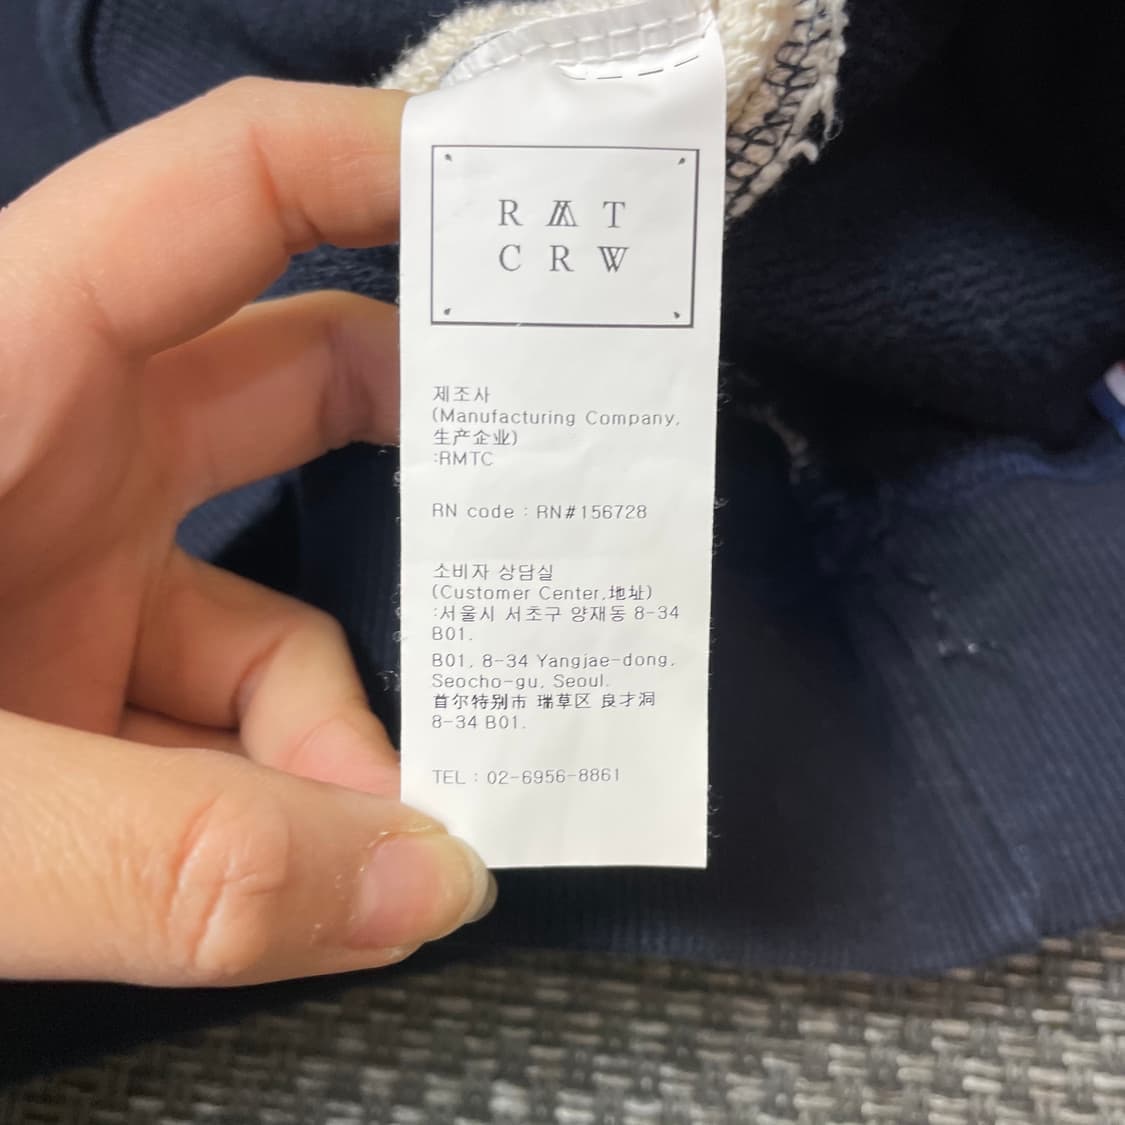 R M T
C R W
제조사
(Manufacturing Company,
生产企业)
:RMTC
RN code : RN#156728
소비자 상담실
(Customer Center,地址)
:서울시 서초구 양재동 8-34
B01.
B01, 8-34 Yangjae-dong,
Seocho-gu, Seoul.
首尔特别市 瑞草区 良才洞
8-34 B01.
TEL : 02-6956-8861